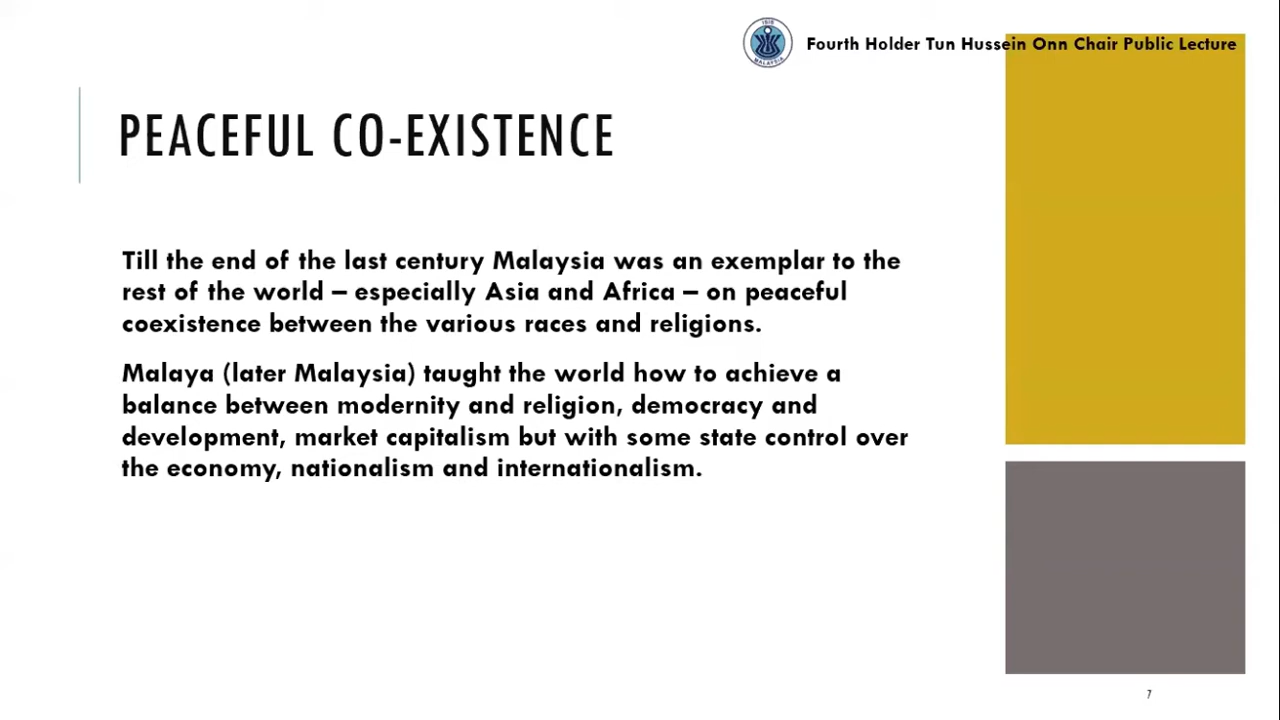 ISIS
MALAYSIA
Fourth Holder Tun Hussein Onn Chair Public Lecture
PEACEFUL CO-EXISTENCE
Till the end of the last century Malaysia was an exemplar to the
rest of the world – especially Asia and Africa – on peaceful
coexistence between the various races and religions.
Malaya (later Malaysia) taught the world how to achieve a
balance between modernity and religion, democracy and
development, market capitalism but with some state control over
the economy, nationalism and internationalism.
7